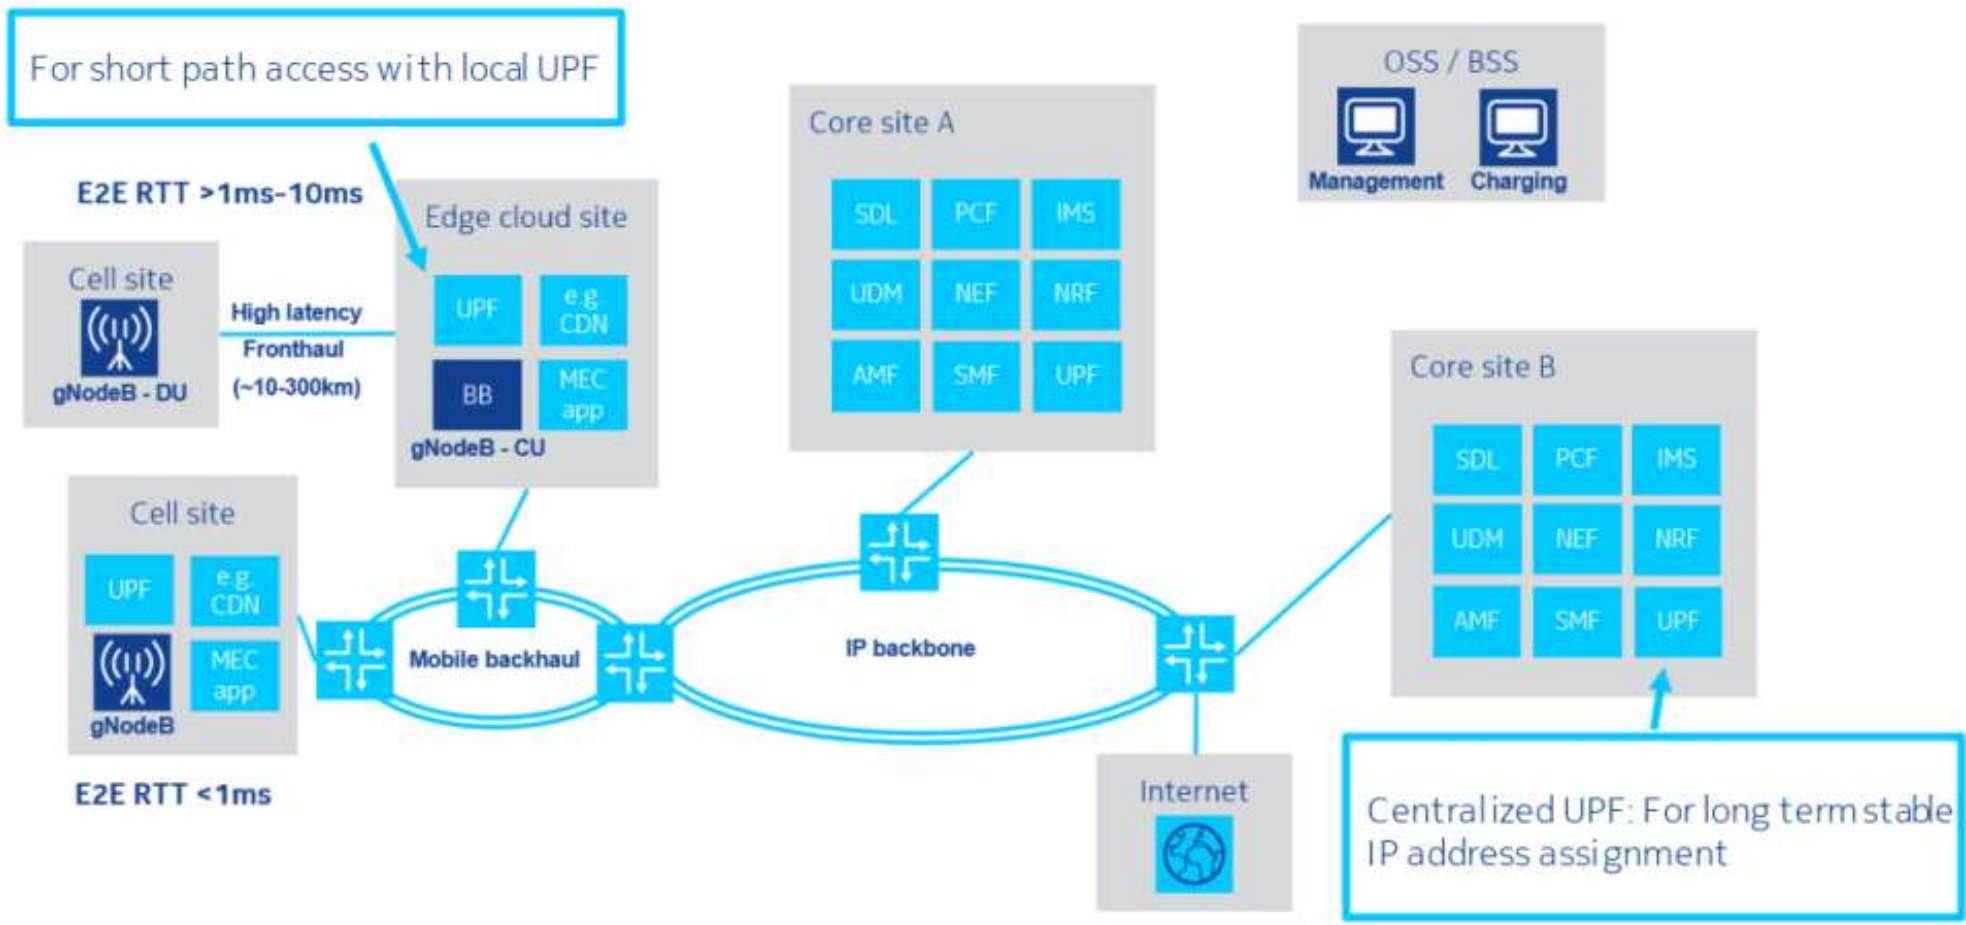 For short path access with local UPF
E2E RTT >1ms-10ms
Cell site
gNodeB - DU
High latency
Fronthaul
(~10-300km)
Edge cloud site
UPF
e.g.
CDN
BB
MEC
app
gNodeB - CU
Cell site
UPF
e.g.
CDN
MEC
app
gNodeB
E2E RTT <1ms
Mobile backhaul
IP backbone
Core site A
SDL PCF IMS
UDM NEF NRF
AMF SMF UPF
OSS / BSS
Management Charging
Core site B
SDL PCF IMS
UDM NEF NRF
AMF SMF UPF
Internet
Centralized UPF: For long term stable
IP address assignment